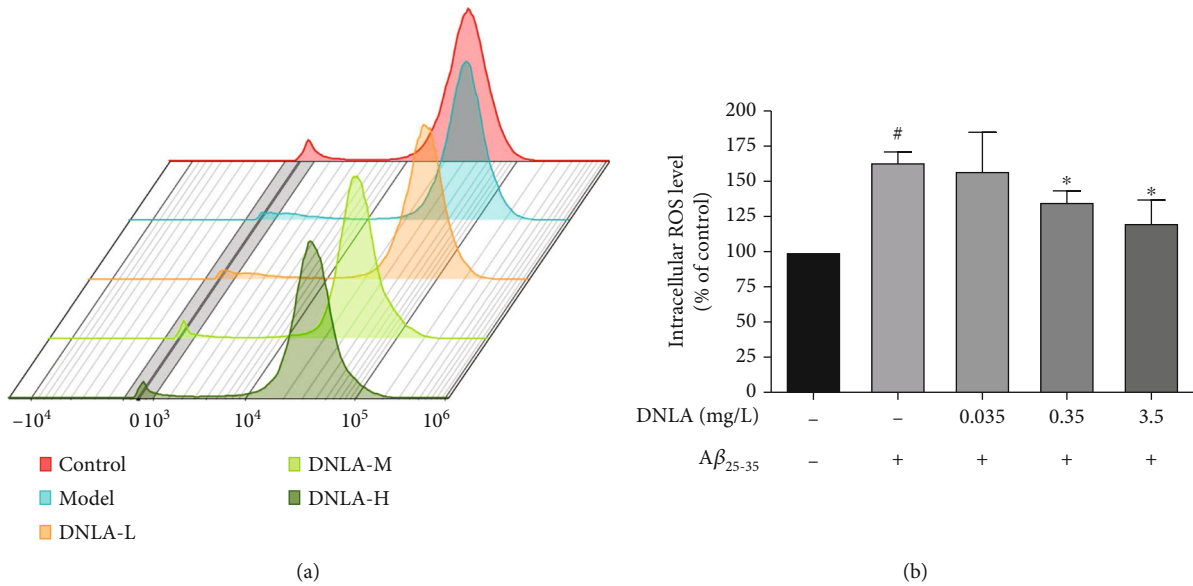 −10⁴ 0 10³ 10⁴ 10⁵ 10⁶
Control
Model
DNLA-L
DNLA-M
DNLA-H
(a)
Intracellular ROS level
(% of control)
200
175
150
125
100
75
50
25
0
#
*
*
DNLA (mg/L) – – 0.035 0.35 3.5
Aβ₂₅₋₃₅ – + + + +
(b)